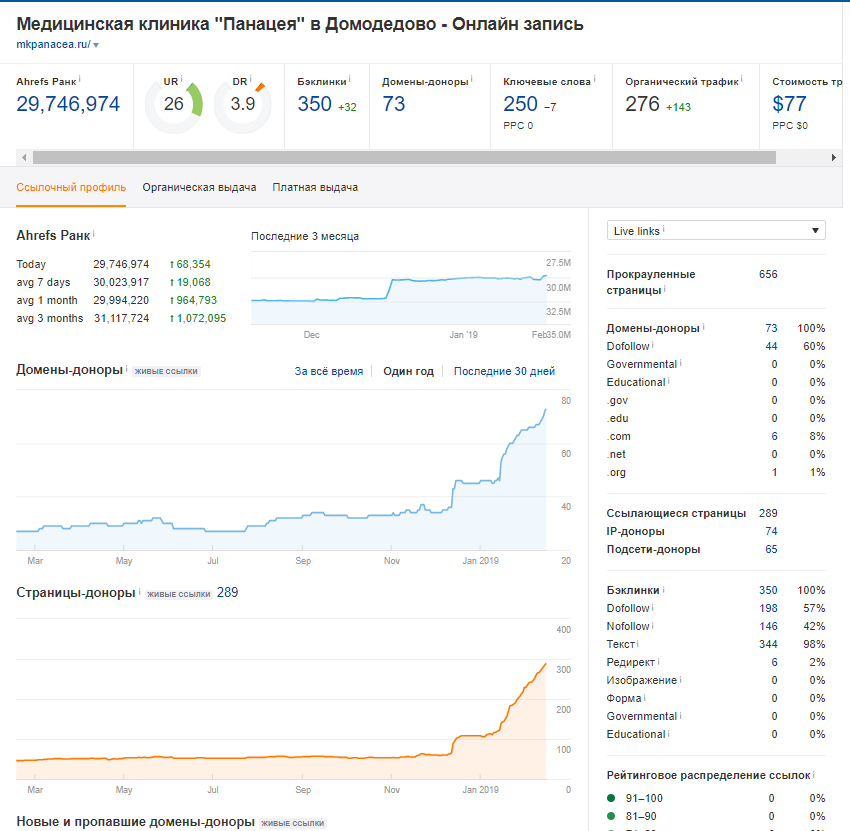 Медицинская клиника "Панацея" в Домодедово - Онлайн запись
mkpanacea.ru/
Ahrefs Ранк UR DR Бэклинки Домены-доноры Ключевые слова Органический трафик Стоимость тр
29,746,974 26 3.9 350 +32 73 250 −7 276 +143 $77
PPC 0 PPC $0
Ссылочный профиль Органическая выдача Платная выдача
Ahrefs Ранк
Последние 3 месяца
Today 29,746,974 ↑68,354
avg 7 days 30,023,917 ↑19,068
avg 1 month 29,994,220 ↑964,793
avg 3 months 31,117,724 ↑1,072,095
27.5M
30.0M
32.5M
35.0M
Dec Jan '19 Feb
Домены-доноры живые ссылки За всё время Один год Последние 30 дней
80
60
40
20
Mar May Jul Sep Nov Jan 2019
Страницы-доноры живые ссылки 289
400
300
200
100
0
Mar May Jul Sep Nov Jan 2019
Новые и пропавшие домены-доноры живые ссылки
Live links
Прокрауленные 656
страницы
Домены-доноры 73 100%
Dofollow 44 60%
Governmental 0 0%
Educational 0 0%
.gov 0 0%
.edu 0 0%
.com 6 8%
.net 0 0%
.org 1 1%
Ссылающиеся страницы 289
IP-доноры 74
Подсети-доноры 65
Бэклинки 350 100%
Dofollow 198 57%
Nofollow 146 42%
Текст 344 98%
Редирект 6 2%
Изображение 0 0%
Форма 0 0%
Governmental 0 0%
Educational 0 0%
Рейтинговое распределение ссылок
91–100 0 0%
81–90 0 0%